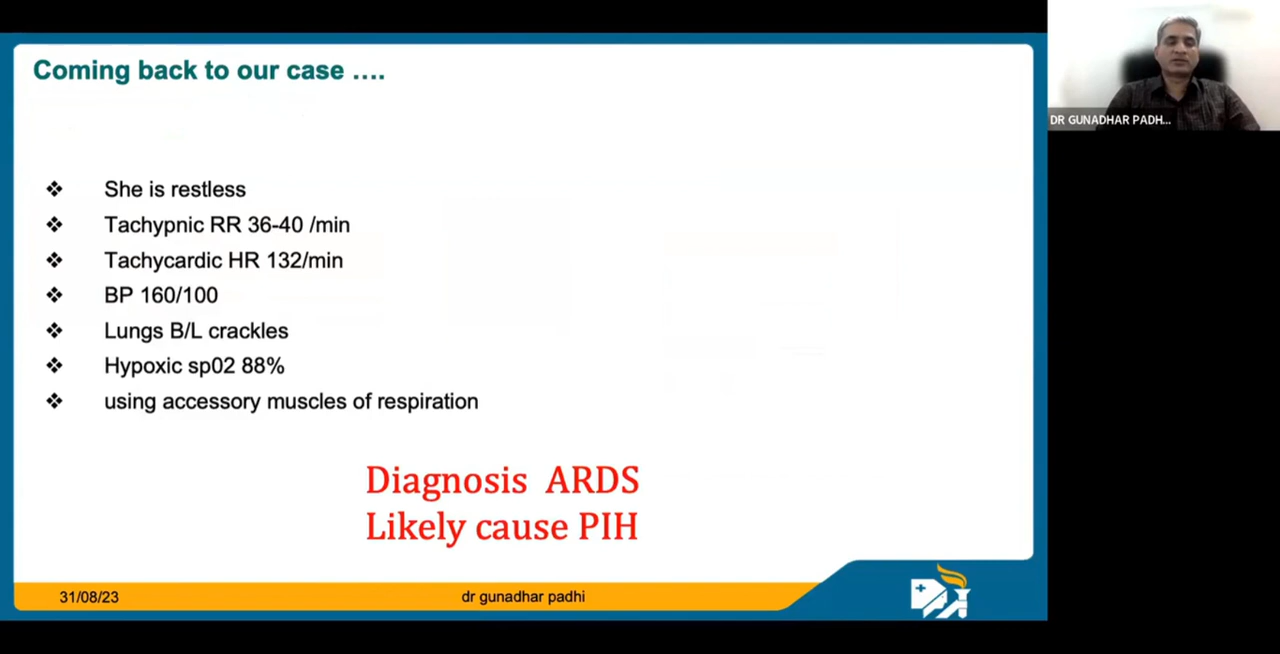 Coming back to our case ....
DR GUNADHAR PADH...
❖ She is restless
❖ Tachypnic RR 36-40 /min
❖ Tachycardic HR 132/min
❖ BP 160/100
❖ Lungs B/L crackles
❖ Hypoxic sp02 88%
❖ using accessory muscles of respiration
Diagnosis ARDS
Likely cause PIH
31/08/23 dr gunadhar padhi